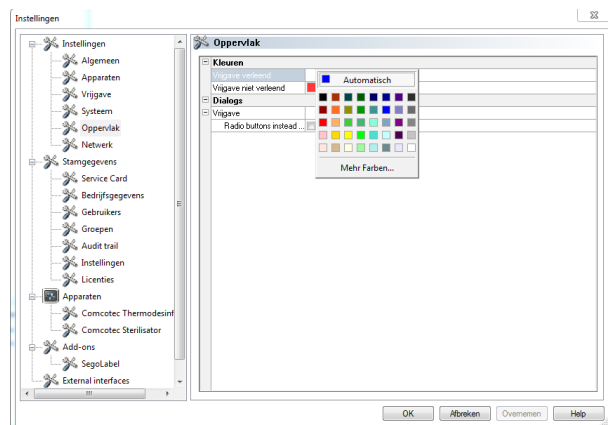 Instellingen
Instellingen
Algemeen
Apparaten
Vrijgave
Systeem
Oppervlak
Netwerk
Stamgegevens
Service Card
Bedrijfsgegevens
Gebruikers
Groepen
Audit trail
Instellingen
Licenties
Apparaten
Comcotec Thermodesinf
Comcotec Sterilisator
Add-ons
SegoLabel
External interfaces
Oppervlak
Kleuren
Vrijgave verleend
Vrijgave niet verleend
Dialogs
Vrijgave
Radio buttons instead ...
Automatisch
Mehr Farben...
OK
Afbreken
Overnemen
Help